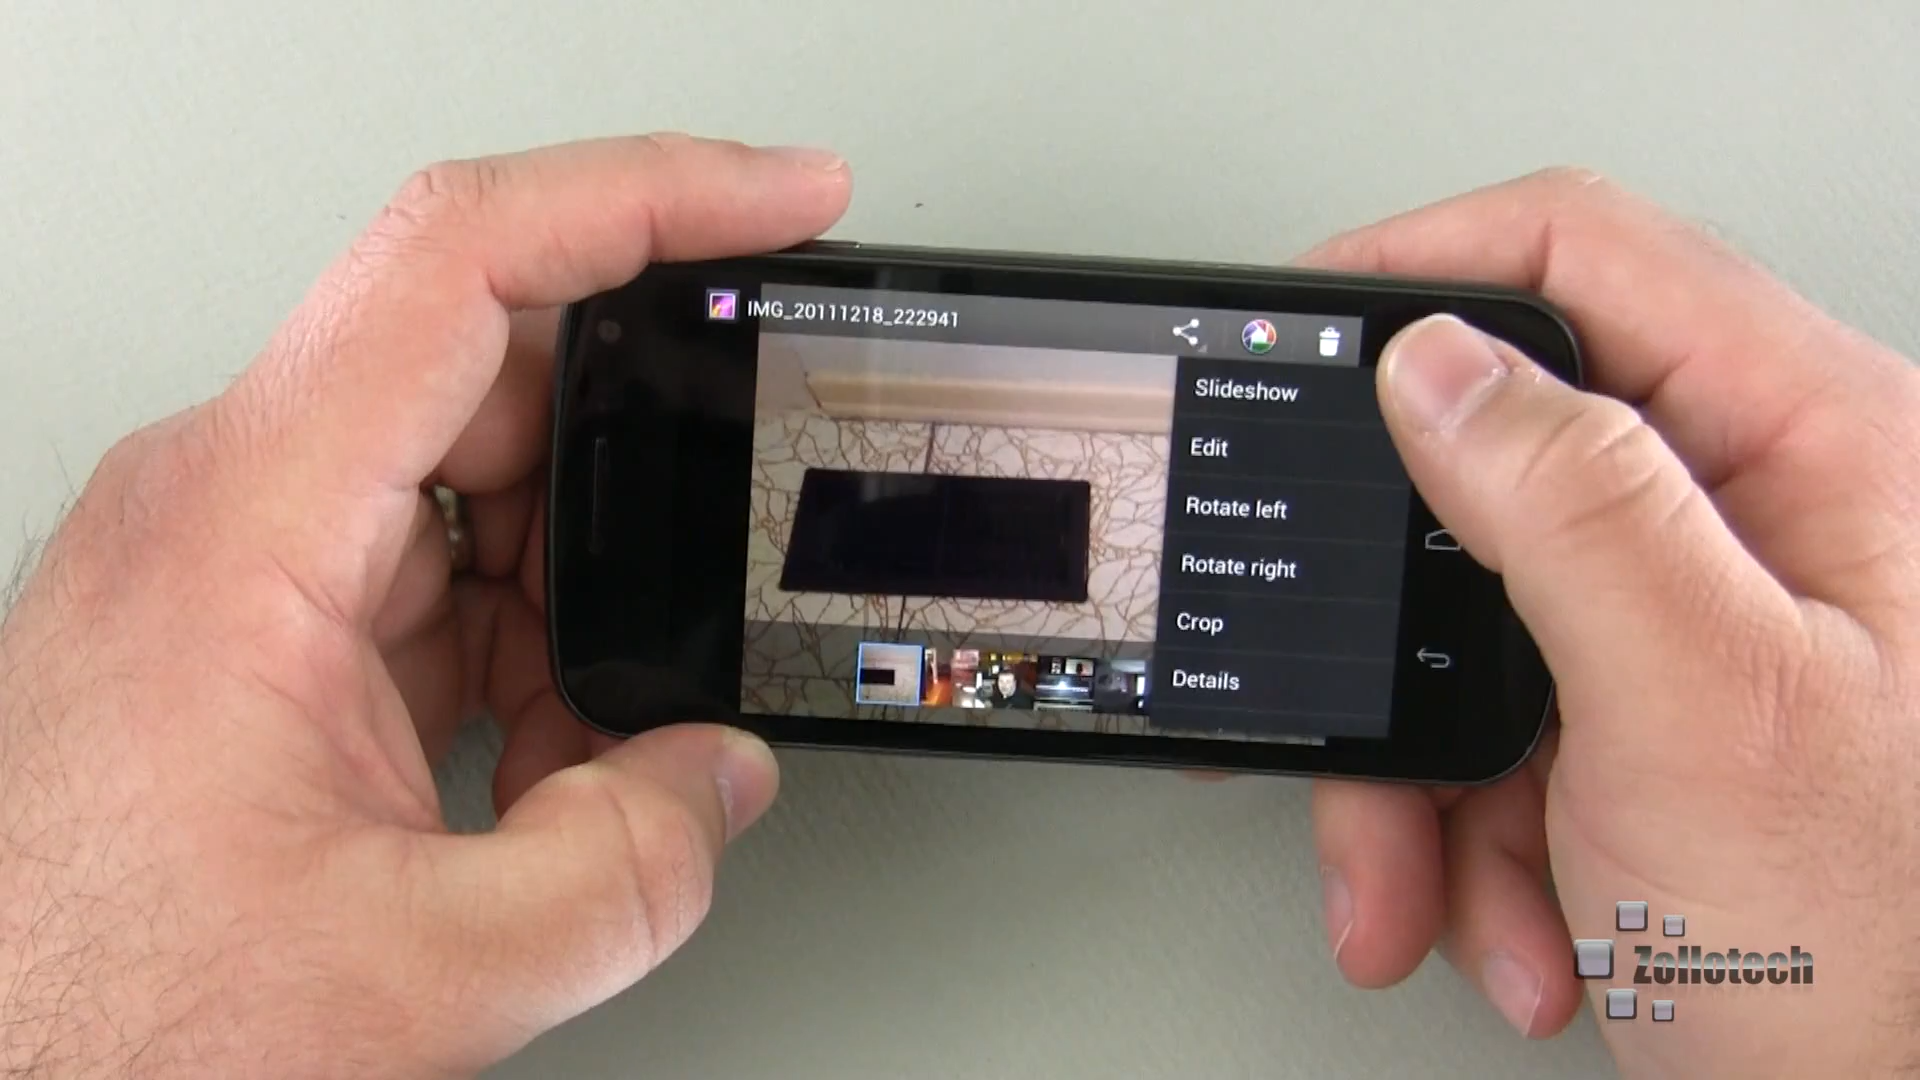 IMG_20111218_222941
Slideshow
Edit
Rotate left
Rotate right
Crop
Details
Zollotech